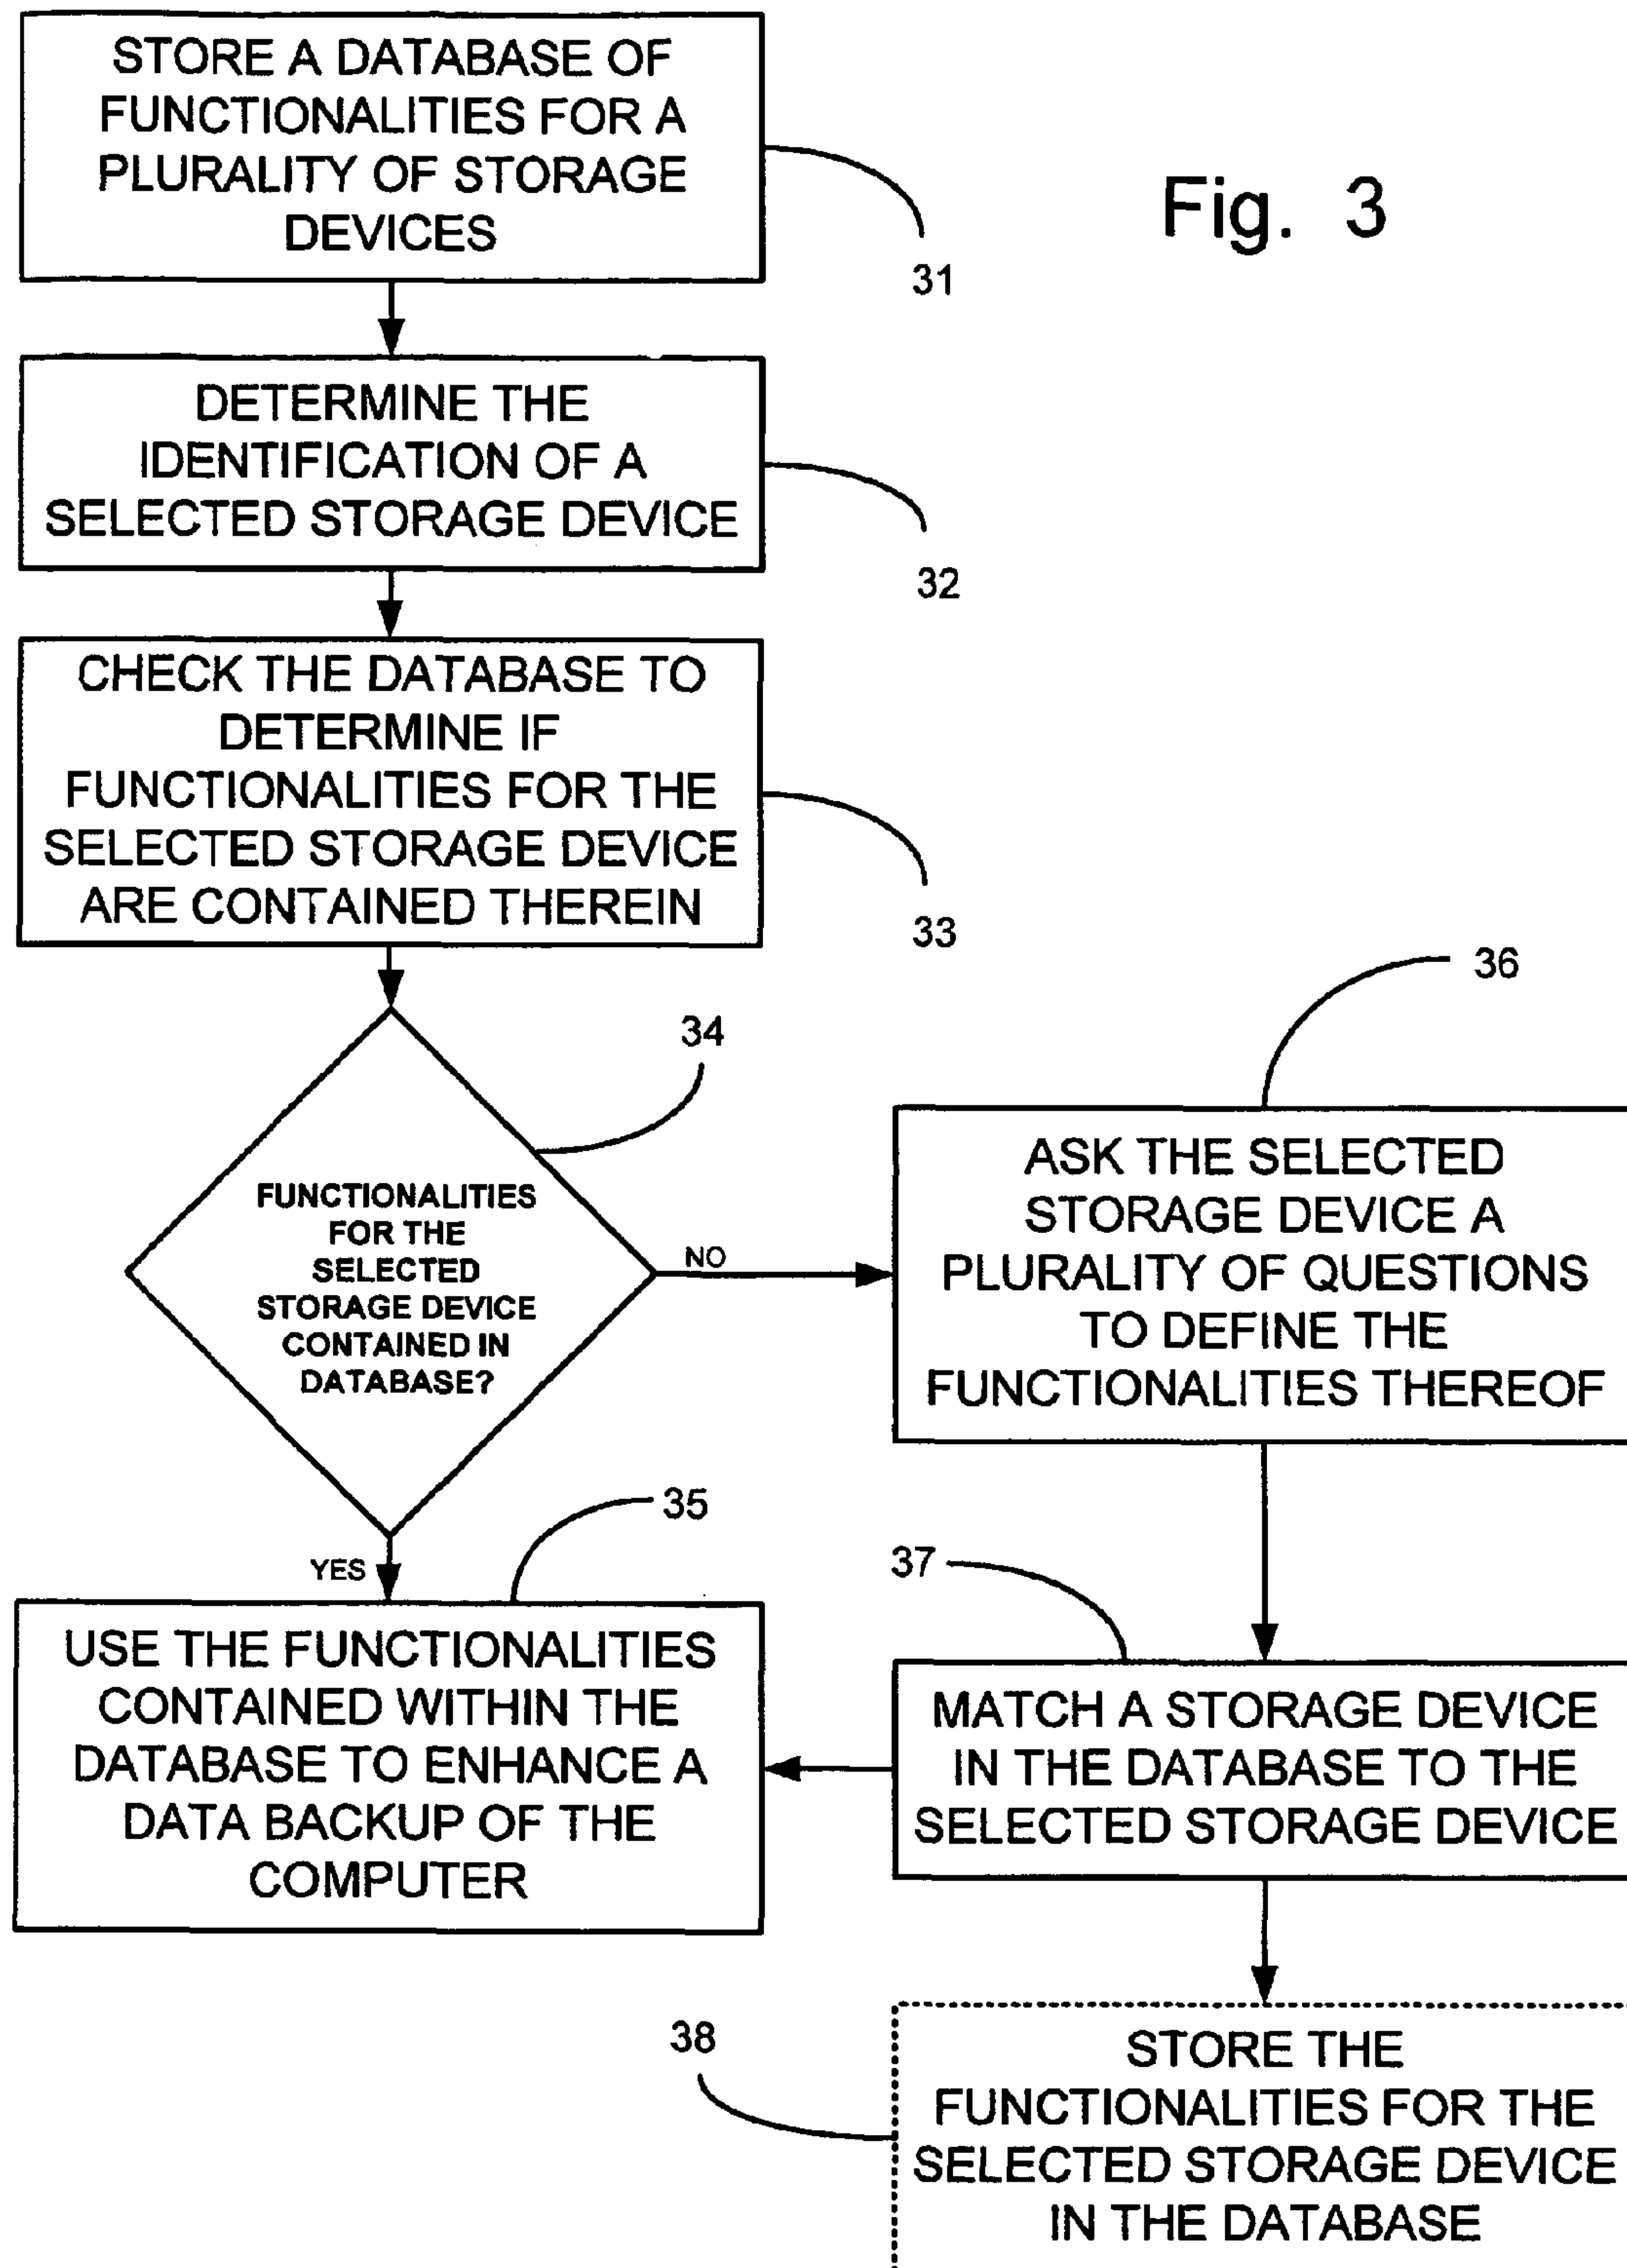 STORE A DATABASE OF
FUNCTIONALITIES FOR A
PLURALITY OF STORAGE
DEVICES
31
Fig. 3
DETERMINE THE
IDENTIFICATION OF A
SELECTED STORAGE DEVICE
32
CHECK THE DATABASE TO
DETERMINE IF
FUNCTIONALITIES FOR THE
SELECTED STORAGE DEVICE
ARE CONTAINED THEREIN
33
34
FUNCTIONALITIES
FOR THE
SELECTED
STORAGE DEVICE
CONTAINED IN
DATABASE?
NO
YES
36
ASK THE SELECTED
STORAGE DEVICE A
PLURALITY OF QUESTIONS
TO DEFINE THE
FUNCTIONALITIES THEREOF
35
USE THE FUNCTIONALITIES
CONTAINED WITHIN THE
DATABASE TO ENHANCE A
DATA BACKUP OF THE
COMPUTER
37
MATCH A STORAGE DEVICE
IN THE DATABASE TO THE
SELECTED STORAGE DEVICE
38
STORE THE
FUNCTIONALITIES FOR THE
SELECTED STORAGE DEVICE
IN THE DATABASE